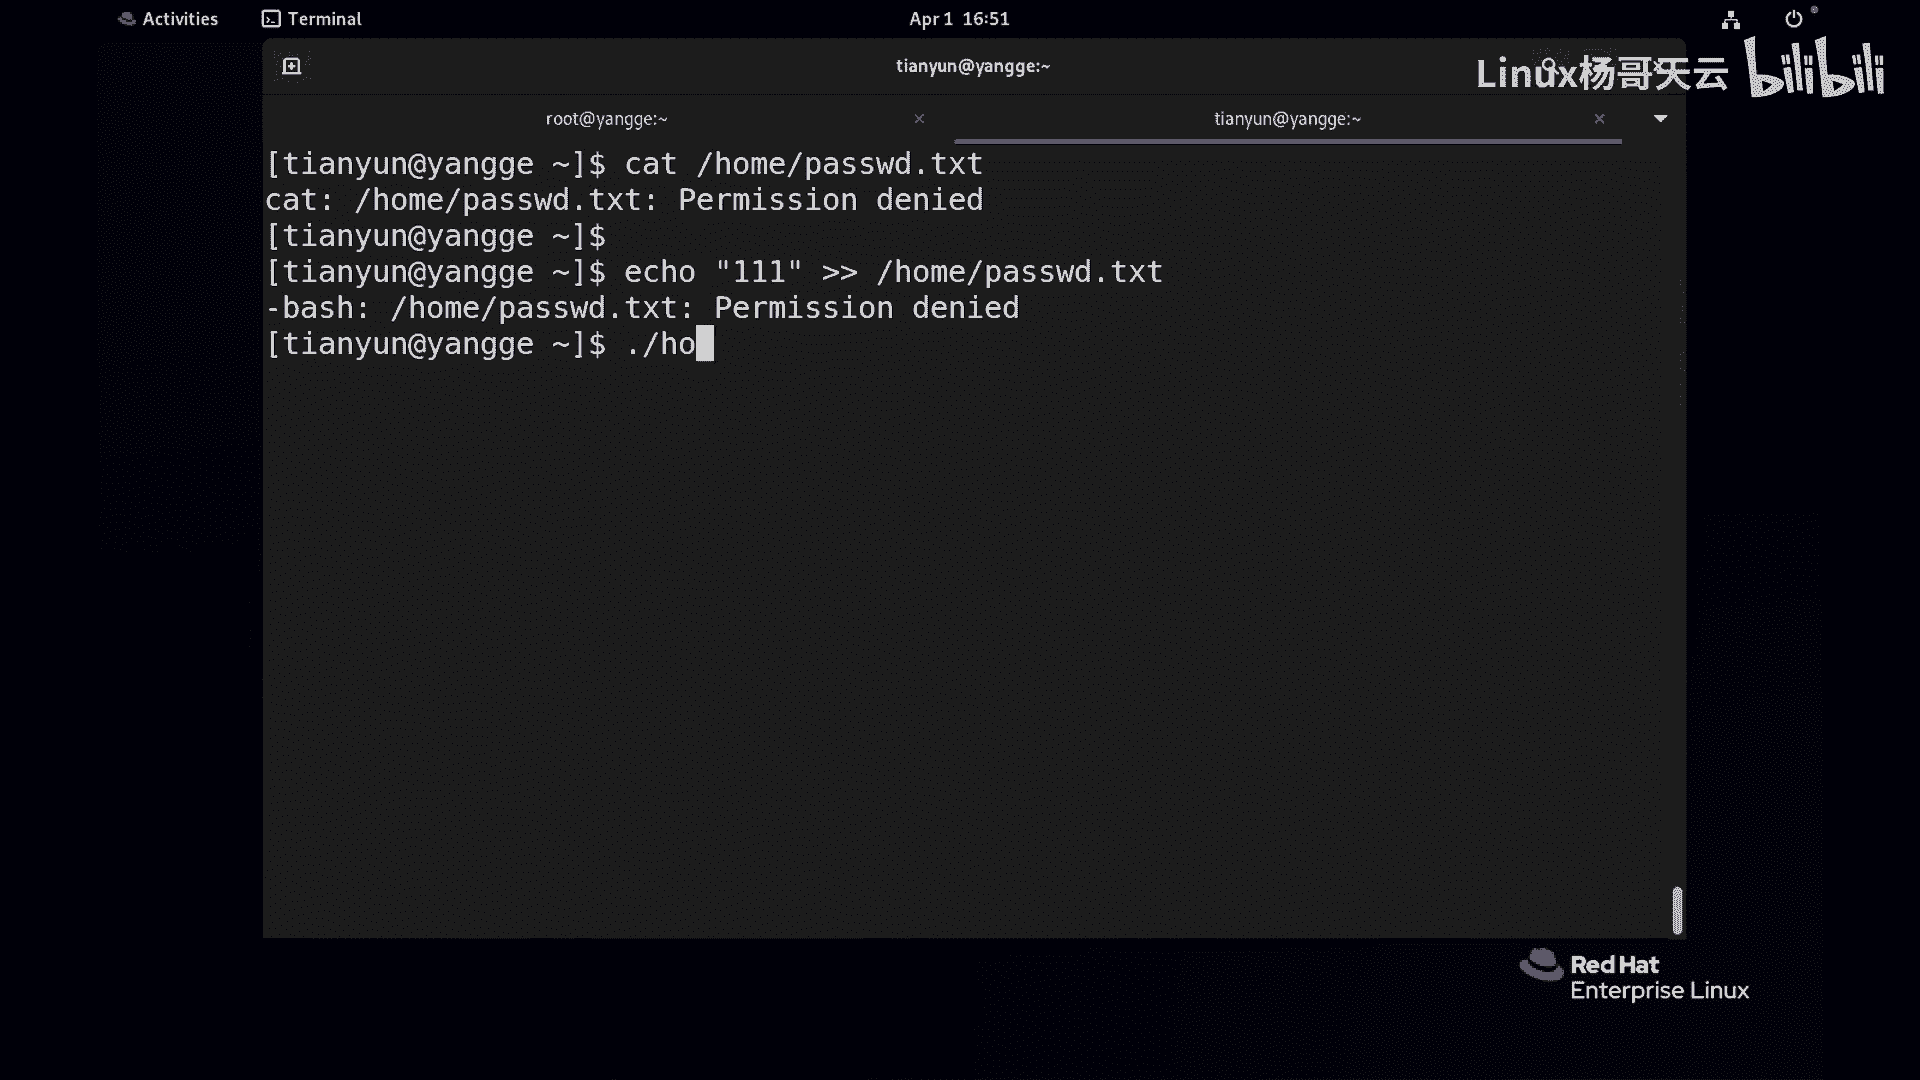 Activities Terminal Apr 1 16:51
tianyun@yangge:~
Linux杨哥天云 bilibili
root@yangge:~ tianyun@yangge:~
[tianyun@yangge ~]$ cat /home/passwd.txt
cat: /home/passwd.txt: Permission denied
[tianyun@yangge ~]$
[tianyun@yangge ~]$ echo "111" >> /home/passwd.txt
-bash: /home/passwd.txt: Permission denied
[tianyun@yangge ~]$ ./ho
Red Hat
Enterprise Linux